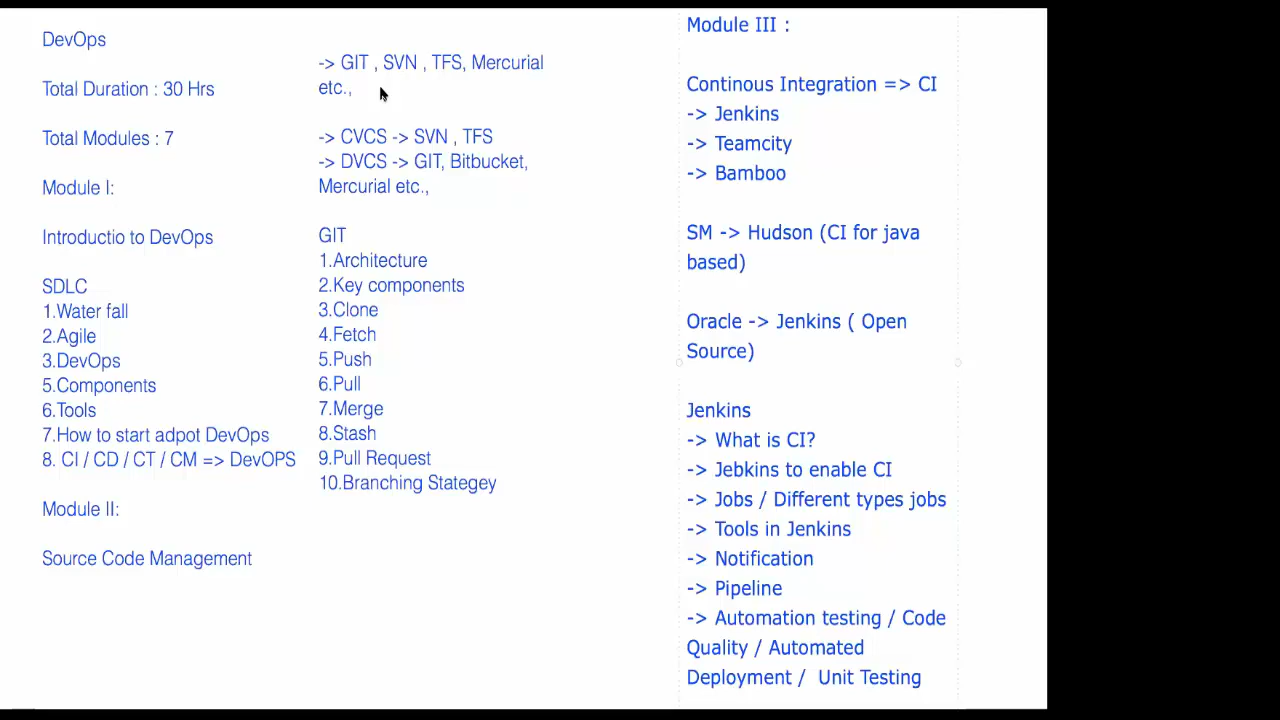 DevOps
Total Duration : 30 Hrs
Total Modules : 7
Module I:
Introductio to DevOps
SDLC
1.Water fall
2.Agile
3.DevOps
5.Components
6.Tools
7.How to start adpot DevOps
8. CI / CD / CT / CM => DevOPS
Module II:
Source Code Management
-> GIT , SVN , TFS, Mercurial
etc.,
-> CVCS -> SVN , TFS
-> DVCS -> GIT, Bitbucket,
Mercurial etc.,
GIT
1.Architecture
2.Key components
3.Clone
4.Fetch
5.Push
6.Pull
7.Merge
8.Stash
9.Pull Request
10.Branching Stategey
Module III :
Continous Integration => CI
-> Jenkins
-> Teamcity
-> Bamboo
SM -> Hudson (CI for java
based)
Oracle -> Jenkins ( Open
Source)
Jenkins
-> What is CI?
-> Jebkins to enable CI
-> Jobs / Different types jobs
-> Tools in Jenkins
-> Notification
-> Pipeline
-> Automation testing / Code
Quality / Automated
Deployment /  Unit Testing